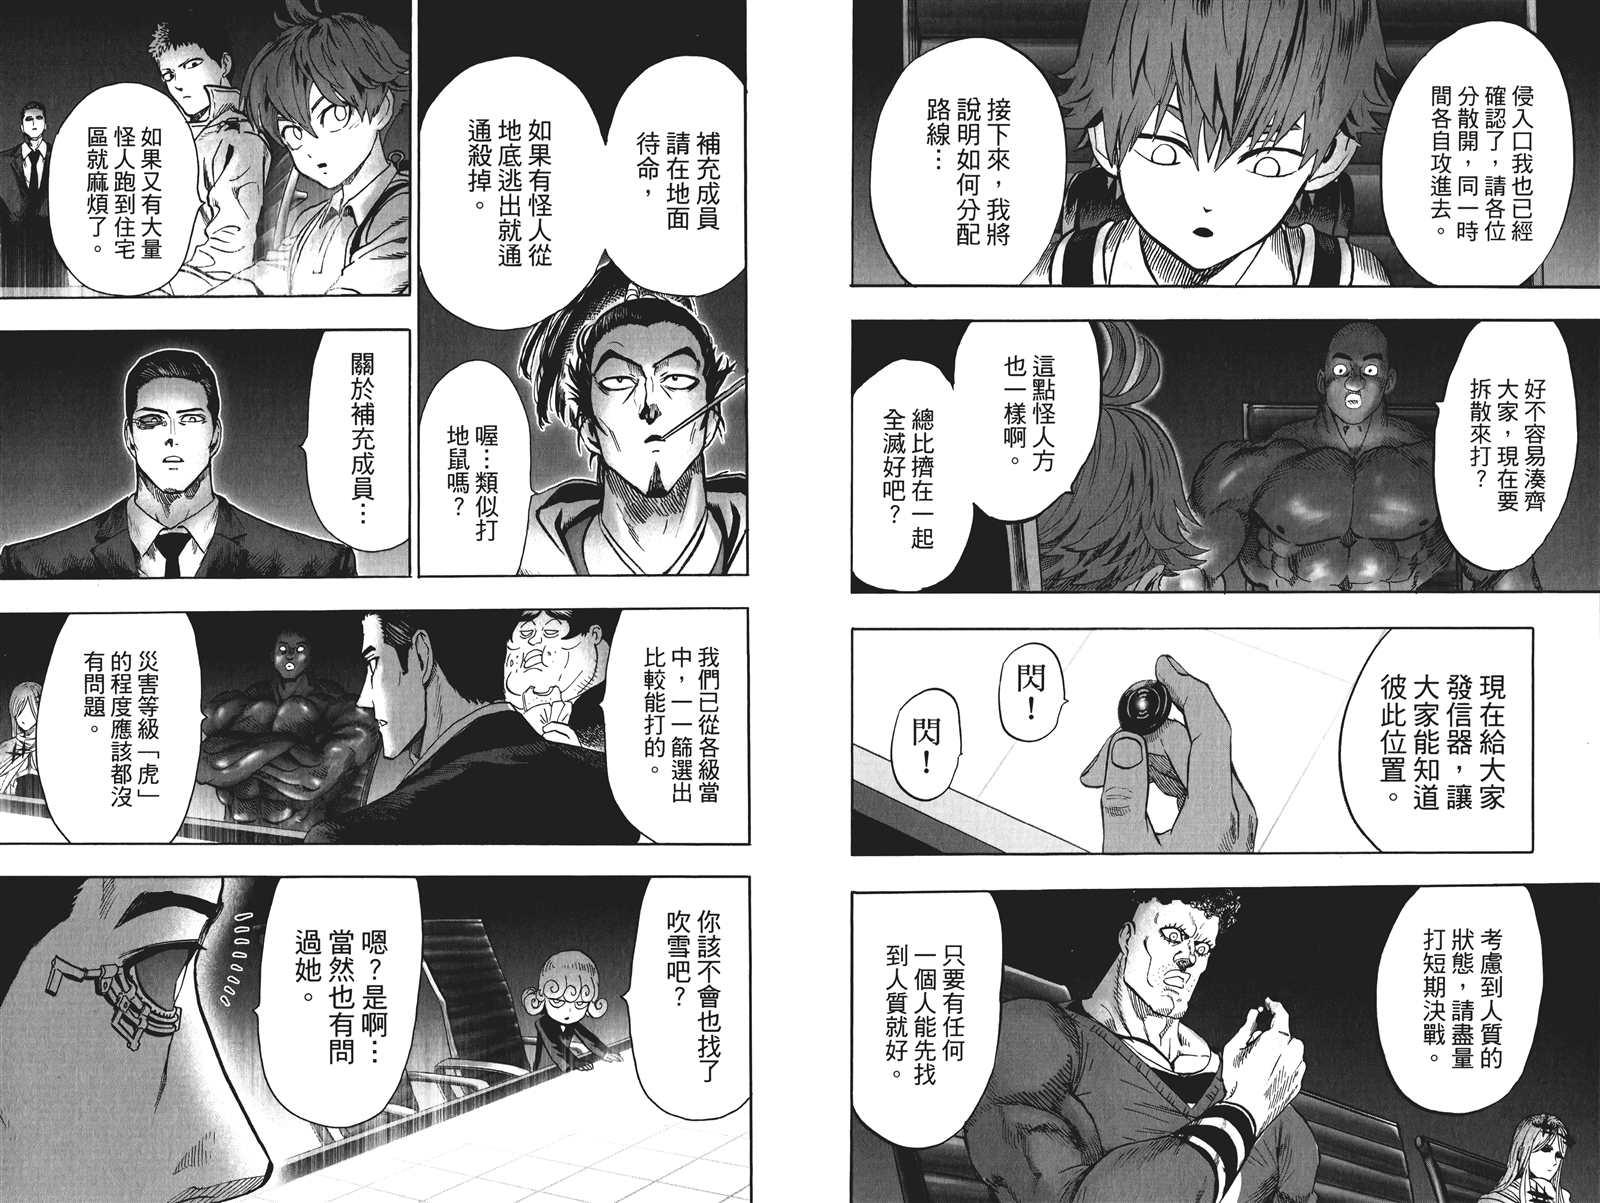 侵入口我也已經
確認了，請各位
分散開，同一時
間各自攻進去。
接下來，我將
說明如何分配
路線…
好不容易湊齊
大家，現在要
拆散來打？
這點怪人方
也一樣啊。
總比擠在一起
全滅好吧？
現在給大家
發信器，讓
大家能知道
彼此位置。
閃！
閃！
考慮到人質的
狀態，請盡量
打短期決戰。
只要有任何
一個人能先找
到人質就好。
補充成員
請在地面
待命，
如果有怪人從
地底逃出就通
通殺掉。
喔…類似打
地鼠嗎？
如果又有大量
怪人跑到住宅
區就麻煩了。
關於補充成員…
我們已從各級當
中，一一篩選出
比較能打的。
災害等級「虎」
的程度應該都沒
有問題。
你該不會也找了
吹雪吧？
嗯？是啊…
當然也有問
過她。